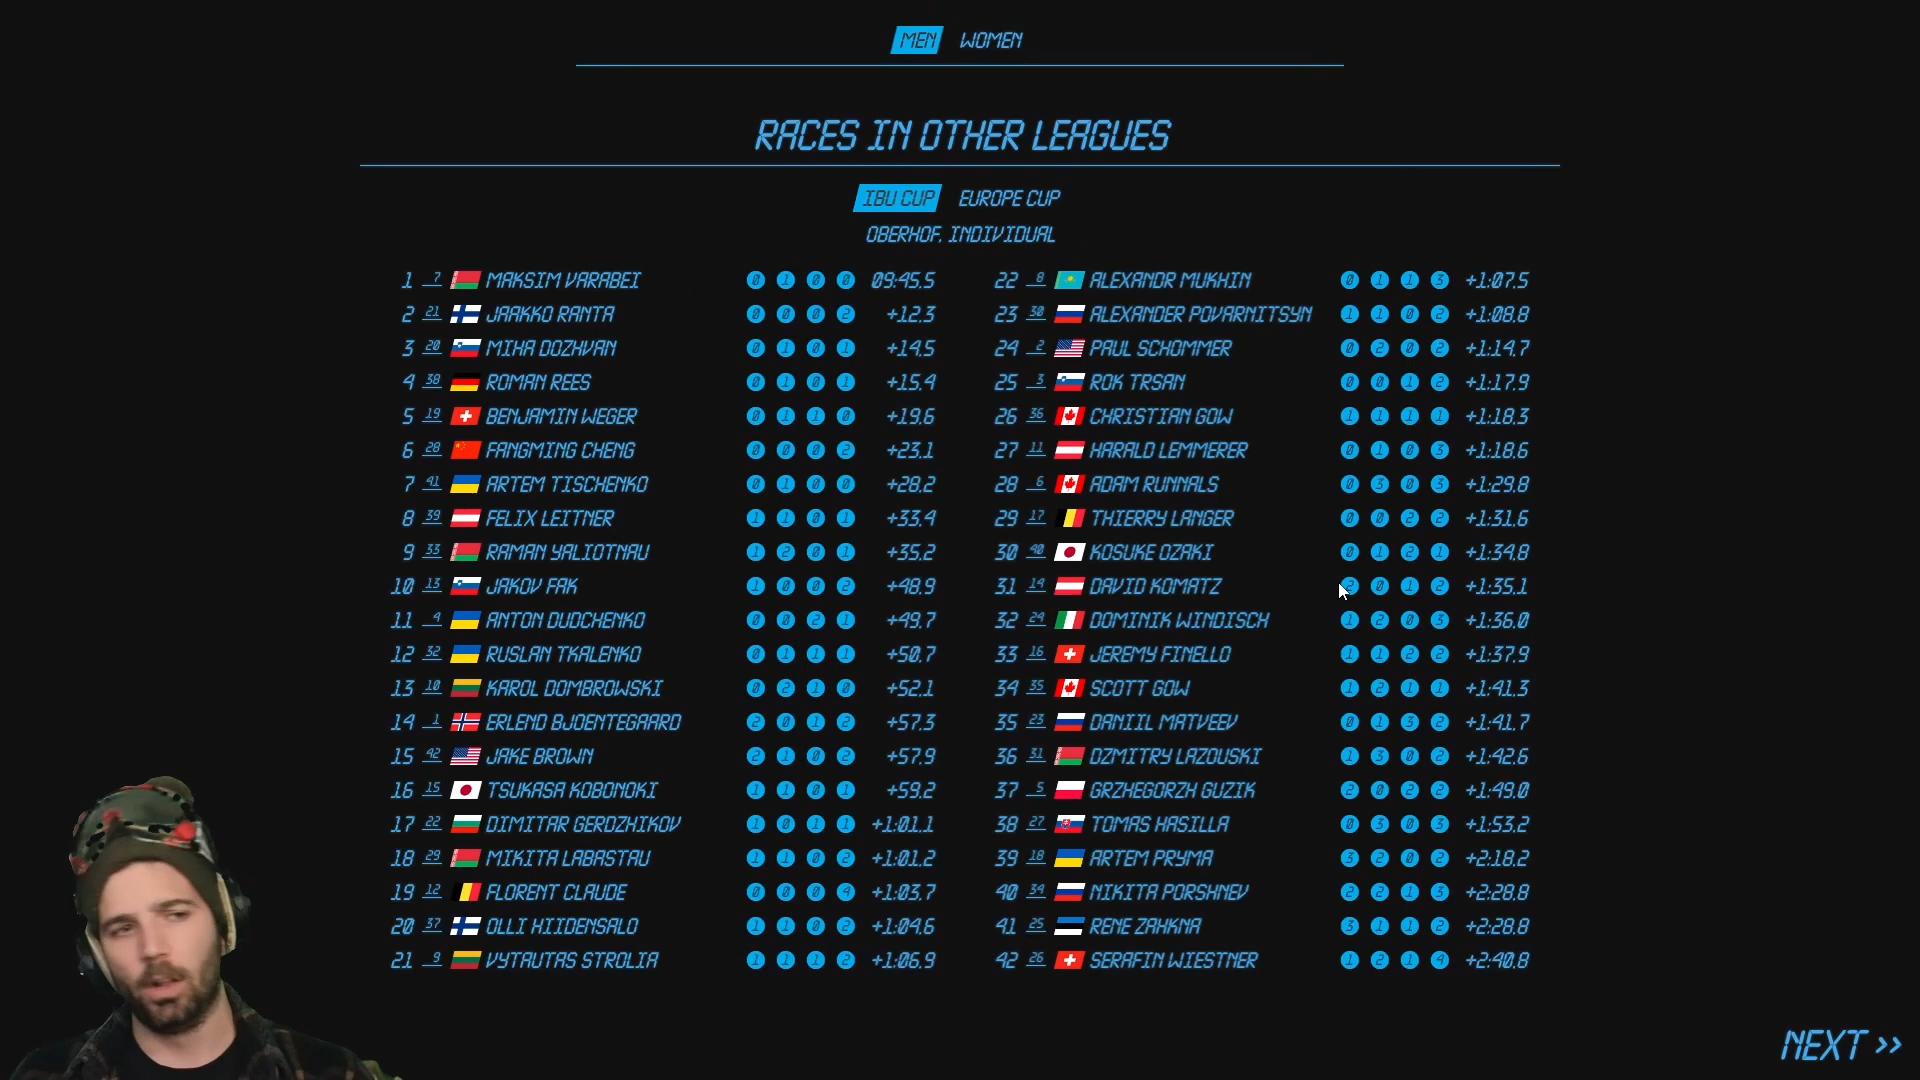 MEN WOMEN
RACES IN OTHER LEAGUES
IBU CUP EUROPE CUP
OBERHOF, INDIVIDUAL
1 7 MAKSIM VARABEI 0 1 0 0 09:45.5
2 21 JAAKKO RANTA 0 0 0 2 +12.3
3 20 MIHA DOZHVAN 0 1 0 1 +14.5
4 38 ROMAN REES 0 1 0 1 +15.4
5 19 BENJAMIN WEGER 0 1 1 0 +19.6
6 28 FANGMING CHENG 0 0 0 2 +23.1
7 41 ARTEM TISCHENKO 0 1 0 0 +28.2
8 39 FELIX LEITNER 1 1 0 1 +33.4
9 33 RAMAN YALIOTNAU 1 2 0 1 +35.2
10 13 JAKOV FAK 1 0 0 2 +48.9
11 4 ANTON DUDCHENKO 0 0 2 1 +49.7
12 32 RUSLAN TKALENKO 0 1 1 1 +50.7
13 10 KAROL DOMBROWSKI 0 2 1 0 +52.1
14 1 ERLEND BJOENTEGAARD 2 0 1 2 +57.3
15 42 JAKE BROWN 2 1 0 2 +57.9
16 15 TSUKASA KOBONOKI 1 1 0 1 +59.2
17 22 DIMITAR GERDZHIKOV 1 0 1 1 +1:01.1
18 29 MIKITA LABASTAU 1 1 0 2 +1:01.2
19 12 FLORENT CLAUDE 0 0 0 4 +1:03.7
20 37 OLLI HIIDENSALO 1 1 0 2 +1:04.6
21 9 VYTAUTAS STROLIA 1 1 1 2 +1:06.9
22 8 ALEXANDR MUKHIN 0 1 1 3 +1:07.5
23 30 ALEXANDER POVARNITSYN 1 1 0 2 +1:08.8
24 2 PAUL SCHOMMER 0 2 0 2 +1:14.7
25 3 ROK TRSAN 0 0 1 2 +1:17.9
26 36 CHRISTIAN GOW 1 1 1 1 +1:18.3
27 11 HARALD LEMMERER 0 1 0 3 +1:18.6
28 6 ADAM RUNNALS 0 3 0 3 +1:29.8
29 17 THIERRY LANGER 0 0 2 2 +1:31.6
30 40 KOSUKE OZAKI 0 1 2 1 +1:34.8
31 14 DAVID KOMATZ 2 0 1 2 +1:35.1
32 24 DOMINIK WINDISCH 1 2 0 3 +1:36.0
33 16 JEREMY FINELLO 1 1 2 2 +1:37.9
34 35 SCOTT GOW 1 2 1 1 +1:41.3
35 23 DANIIL MATVEEV 0 1 3 2 +1:41.7
36 31 DZMITRY LAZOUSKI 1 3 0 2 +1:42.6
37 5 GRZHEGORZH GUZIK 2 0 2 2 +1:49.0
38 27 TOMAS HASILLA 0 3 0 3 +1:53.2
39 18 ARTEM PRYMA 3 2 0 2 +2:18.2
40 34 NIKITA PORSHNEV 2 2 1 3 +2:28.8
41 25 RENE ZAHKNA 3 1 1 2 +2:28.8
42 26 SERAFIN WIESTNER 1 2 1 4 +2:40.8
NEXT >>